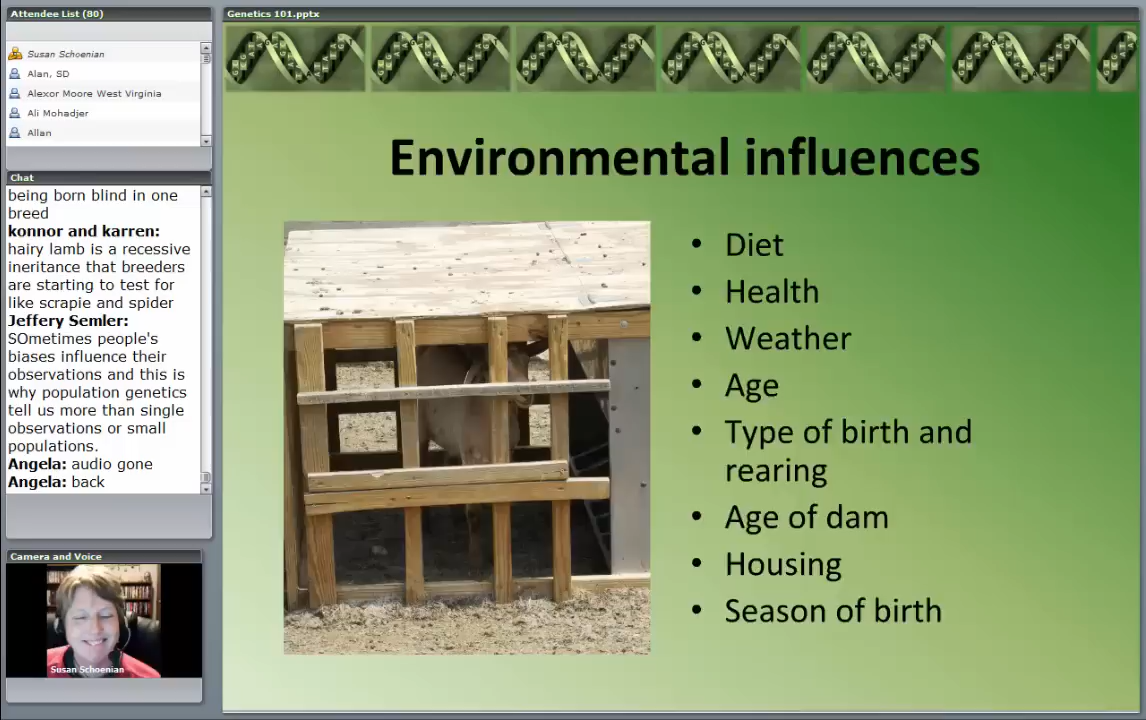 Attendee List (80)
Susan Schoenian
Alan, SD
Alexor Moore West Virginia
Ali Mohadjer
Allan
Chat
being born blind in one
breed
konnor and karren:
hairy lamb is a recessive
ineritance that breeders
are starting to test for
like scrapie and spider
Jeffery Semler:
SOmetimes people's
biases influence their
observations and this is
why population genetics
tell us more than single
observations or small
populations.
Angela: audio gone
Angela: back
Camera and Voice
Susan Schoenian
Genetics 101.pptx
Environmental influences
• Diet
• Health
• Weather
• Age
• Type of birth and
rearing
• Age of dam
• Housing
• Season of birth